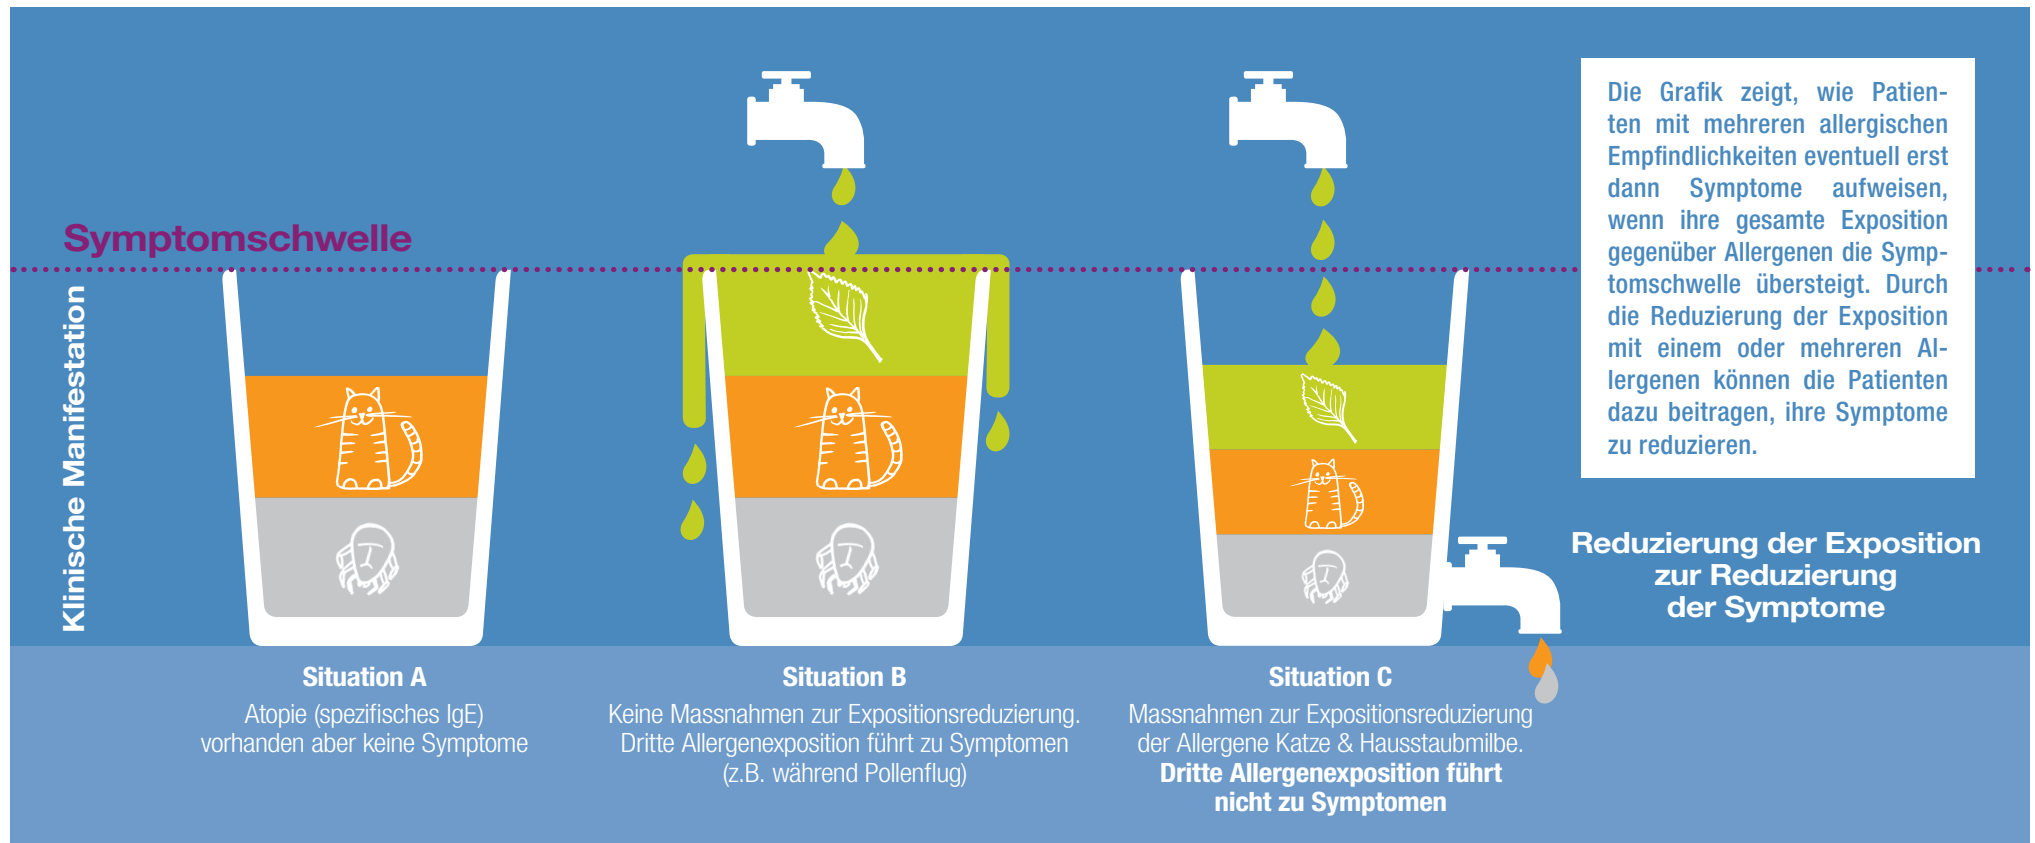 Symptomschwelle
Klinische Manifestation
Die Grafik zeigt, wie Patien-
ten mit mehreren allergischen
Empfindlichkeiten eventuell erst
dann Symptome aufweisen,
wenn ihre gesamte Exposition
gegenüber Allergenen die Symp-
tomschwelle übersteigt. Durch
die Reduzierung der Exposition
mit einem oder mehreren Al-
lergenen können die Patienten
dazu beitragen, ihre Symptome
zu reduzieren.
Reduzierung der Exposition
zur Reduzierung
der Symptome
Situation A
Atopie (spezifisches IgE)
vorhanden aber keine Symptome
Situation B
Keine Massnahmen zur Expositionsreduzierung.
Dritte Allergenexposition führt zu Symptomen
(z.B. während Pollenflug)
Situation C
Massnahmen zur Expositionsreduzierung
der Allergene Katze & Hausstaubmilbe.
Dritte Allergenexposition führt
nicht zu Symptomen